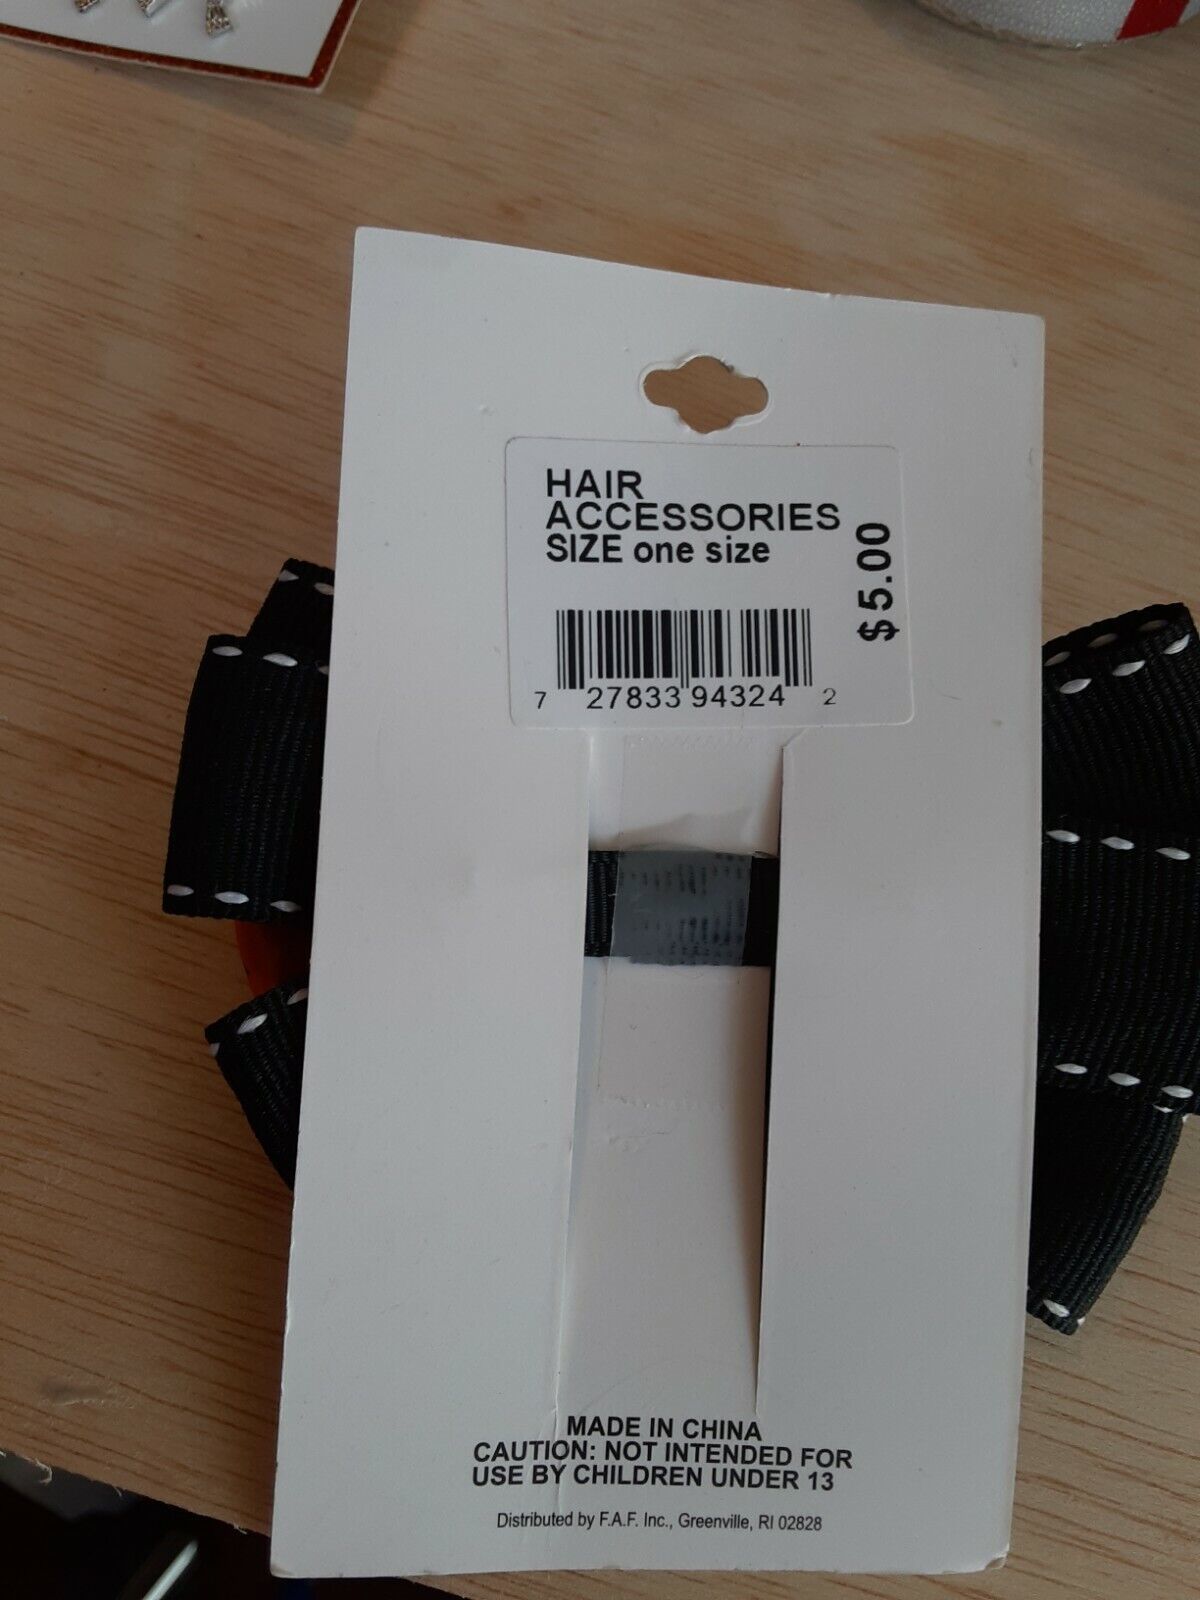 HAIR
ACCESSORIES
SIZE one size
$5.00
7 27833 94324 2
MADE IN CHINA
CAUTION: NOT INTENDED FOR
USE BY CHILDREN UNDER 13
Distributed by F.A.F. Inc., Greenville, RI 02828